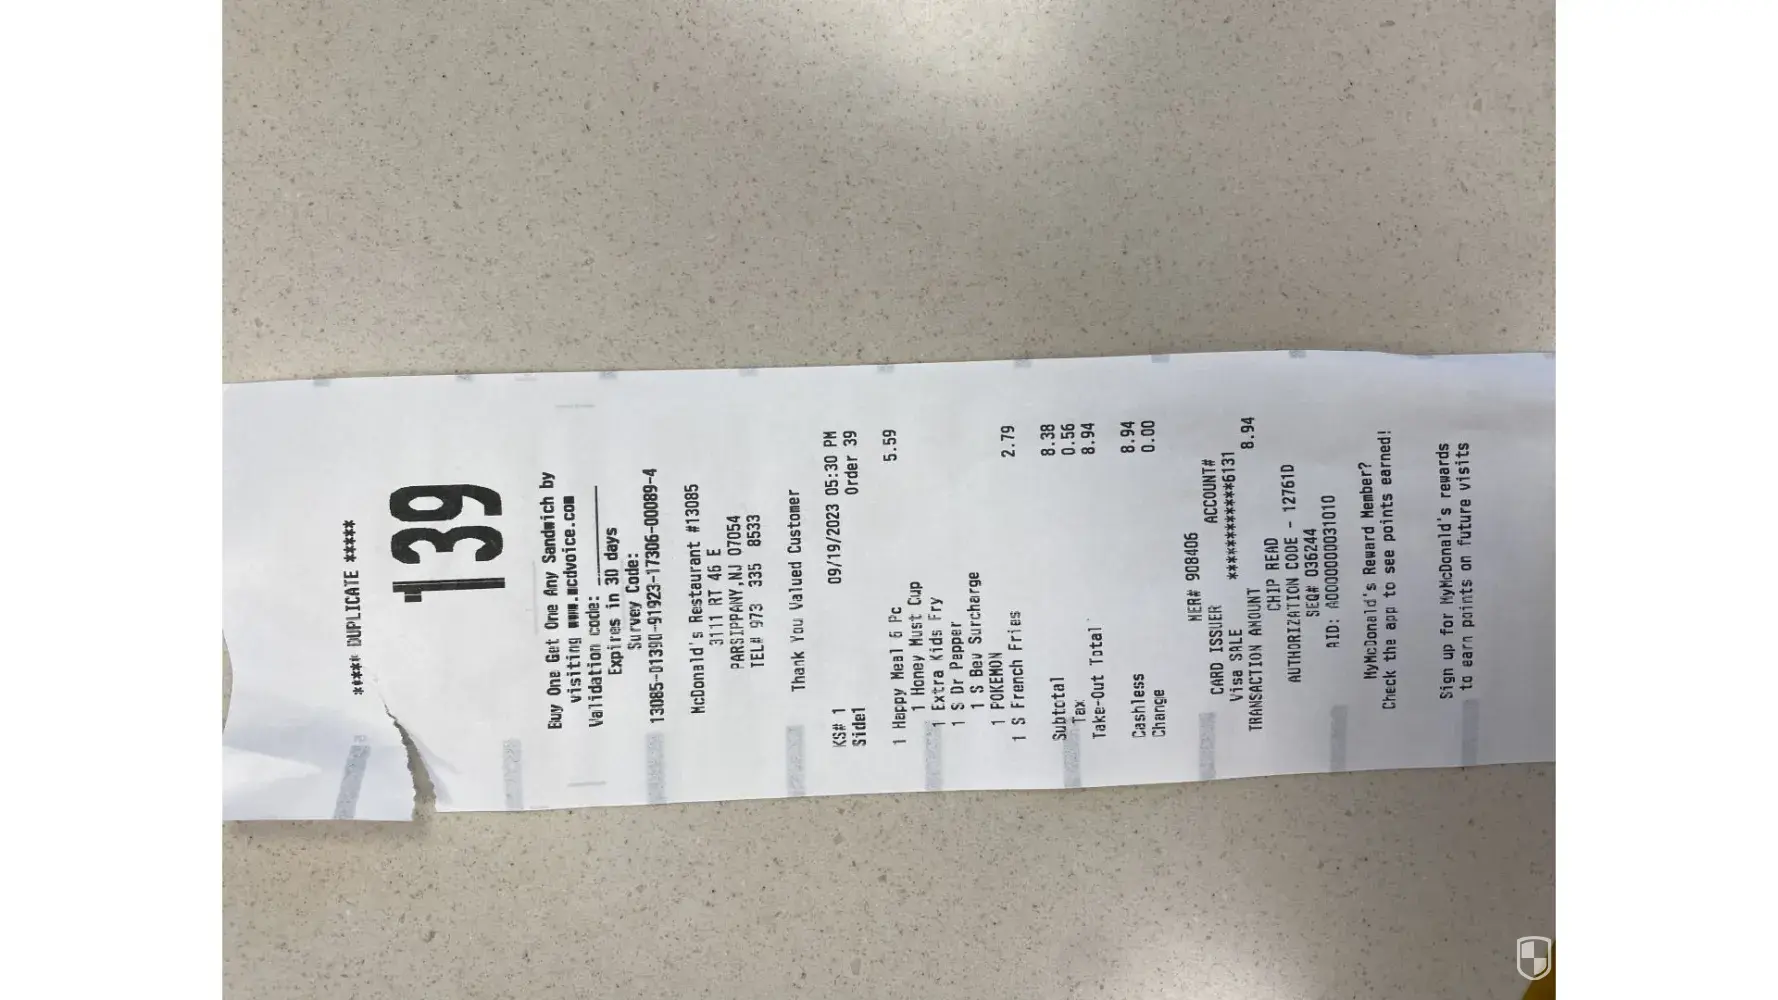 **** DUPLICATE *****
139
Buy One Get One Any Sandwich by
visiting www.mcdvoice.com
Validation code: __________
Expires in 30 days
Survey Code:
13085-01390-91923-17306-00089-4
McDonald's Restaurant #13085
3111 RT 46 E
PARSIPPANY,NJ 07054
TEL# 973 335 8533
Thank You Valued Customer
KS# 1 09/19/2023 05:30 PM
Side1 Order 39
1 Happy Meal 6 Pc 5.59
1 Honey Must Cup
1 Extra Kids Fry
1 S Dr Pepper
1 S Bev Surcharge
1 POKEMON
1 S French Fries 2.79
Subtotal 8.38
Tax 0.56
Take-Out Total 8.94
Cashless 8.94
Change 0.00
MER# 908406
CARD ISSUER ACCOUNT#
Visa SALE ************6131
TRANSACTION AMOUNT 8.94
CHIP READ
AUTHORIZATION CODE - 12761D
SEQ# 036244
AID: A0000000031010
MyMcDonald's Reward Member?
Check the app to see points earned!
Sign up for MyMcDonald's rewards
to earn points on future visits